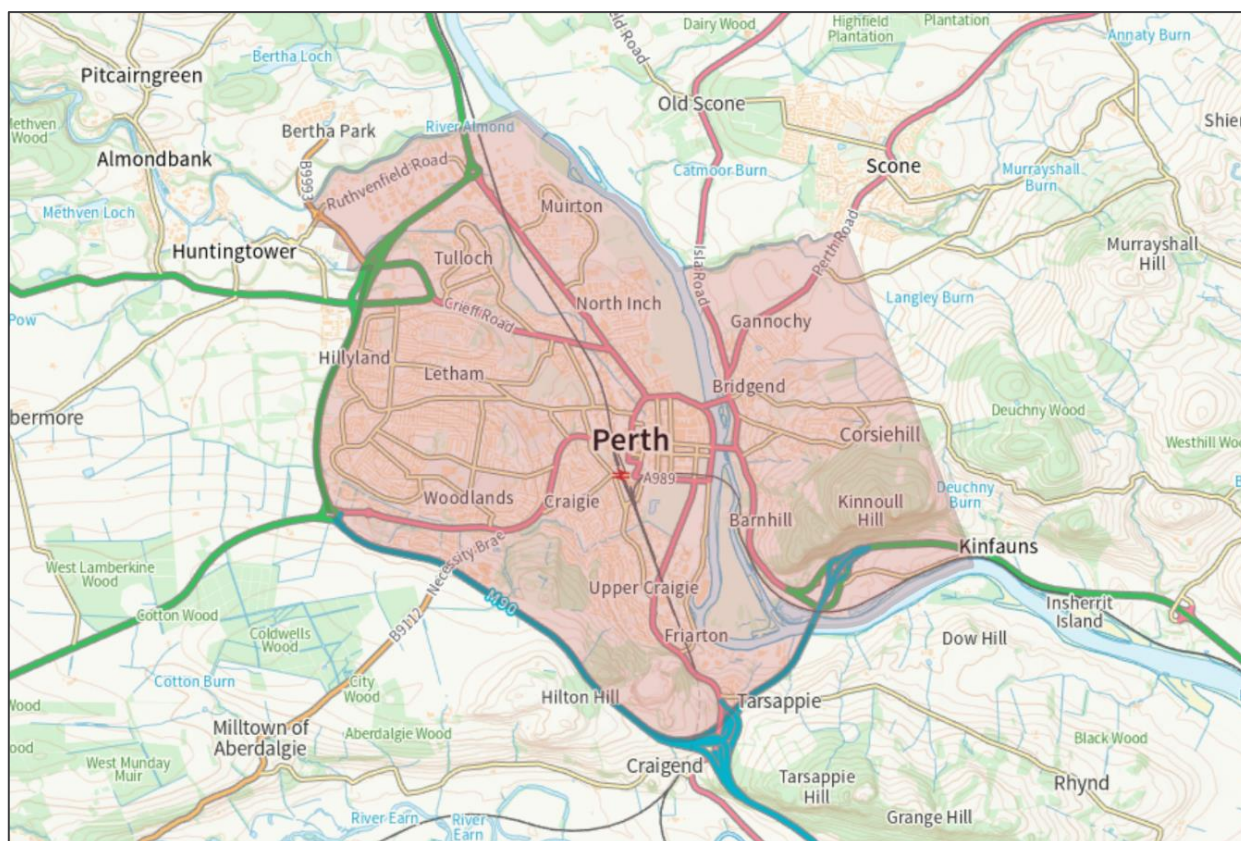 Dairy Wood
Highfield
Plantation
Plantation
Annaty Burn
Pitcairngreen
Bertha Loch
Old Scone
Bertha Park
River Almond
Wood
Almondbank
Scone
B9993
Ruthvenfield Road
Catmoor Burn
Murrayshall
Burn
Methven Loch
Muirton
Huntingtower
Tulloch
Isla Road
Perth Road
Murrayshall
Hill
Pow
Crieff Road
North Inch
Gannochy
Langley Burn
Hillyland
Letham
Bridgend
bermore
Deuchny Wood
Perth
Corsiehill
Westhill Woo
A989
Woodlands
Craigie
Kinnoull
Hill
Deuchny
Burn
Barnhill
Necessity Brae
Kinfauns
West Lamberkine
Wood
Upper Craigie
M90
Cotton Wood
B9112
Insherrit
Island
Coldwells
Wood
Friarton
Dow Hill
Cotton Burn
City
Wood
Hilton Hill
Tarsappie
Milltown of
Aberdalgie
Aberdalgie Wood
Black Wood
West Munday
Muir
Craigend
Tarsappie
Hill
Rhynd
River Earn
River
Earn
Grange Hill